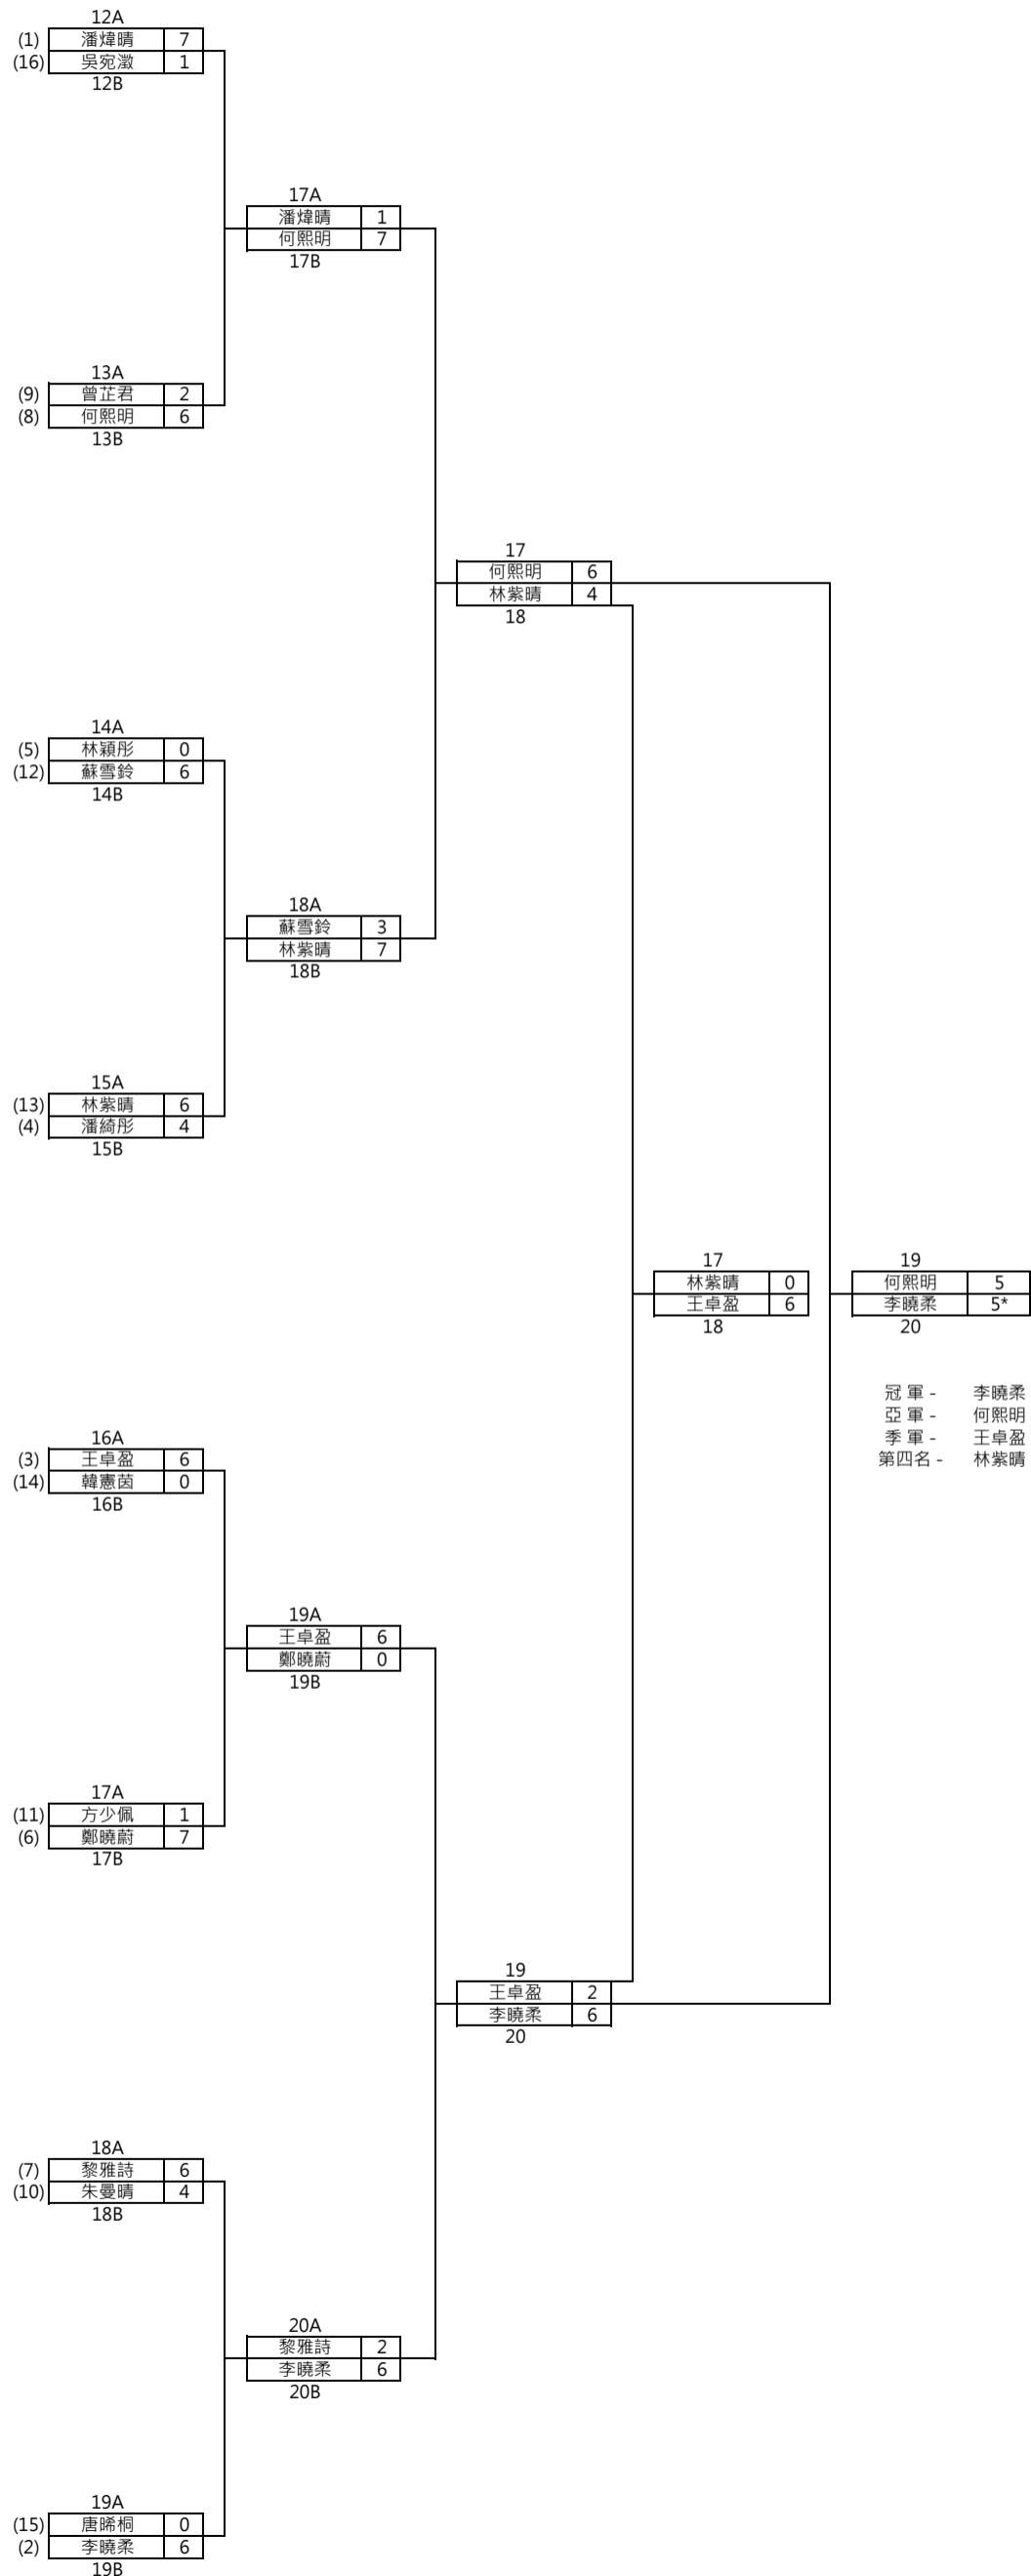 12A
(1) 潘煒晴 7
(16) 吳宛澂 1
12B
17A
潘煒晴 1
何熙明 7
17B
13A
(9) 曾芷君 2
(8) 何熙明 6
13B
17
何熙明 6
林紫晴 4
18
14A
(5) 林穎彤 0
(12) 蘇雪鈴 6
14B
18A
蘇雪鈴 3
林紫晴 7
18B
15A
(13) 林紫晴 6
(4) 潘綺彤 4
15B
17
林紫晴 0
王卓盈 6
18
19
何熙明 5
李曉柔 5*
20
冠 軍 - 李曉柔
亞 軍 - 何熙明
季 軍 - 王卓盈
第四名 - 林紫晴
16A
(3) 王卓盈 6
(14) 韓憲茵 0
16B
19A
王卓盈 6
鄭曉蔚 0
19B
17A
(11) 方少佩 1
(6) 鄭曉蔚 7
17B
19
王卓盈 2
李曉柔 6
20
18A
(7) 黎雅詩 6
(10) 朱曼晴 4
18B
20A
黎雅詩 2
李曉柔 6
20B
19A
(15) 唐晞桐 0
(2) 李曉柔 6
19B